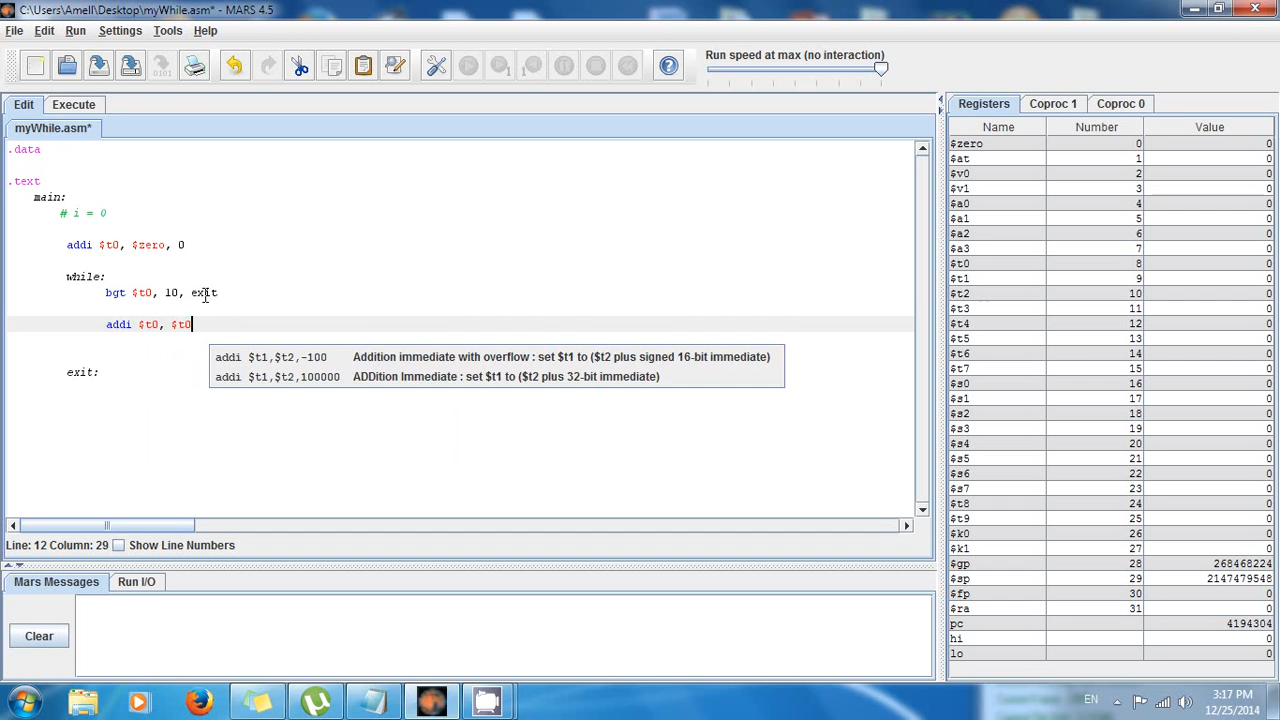 C:\Users\Amell\Desktop\myWhile.asm* - MARS 4.5
File Edit Run Settings Tools Help
Run speed at max (no interaction)
Edit Execute
myWhile.asm*
.data
.text
main:
# i = 0
addi $t0, $zero, 0
while:
bgt $t0, 10, exit
addi $t0, $t0
addi $t1,$t2,-100 Addition immediate with overflow : set $t1 to ($t2 plus signed 16-bit immediate)
addi $t1,$t2,100000 ADDition Immediate : set $t1 to ($t2 plus 32-bit immediate)
exit:
Line: 12 Column: 29 Show Line Numbers
Mars Messages Run I/O
Clear
Registers Coproc 1 Coproc 0
Name Number Value
$zero 0 0
$at 1 0
$v0 2 0
$v1 3 0
$a0 4 0
$a1 5 0
$a2 6 0
$a3 7 0
$t0 8 0
$t1 9 0
$t2 10 0
$t3 11 0
$t4 12 0
$t5 13 0
$t6 14 0
$t7 15 0
$s0 16 0
$s1 17 0
$s2 18 0
$s3 19 0
$s4 20 0
$s5 21 0
$s6 22 0
$s7 23 0
$t8 24 0
$t9 25 0
$k0 26 0
$k1 27 0
$gp 28 268468224
$sp 29 2147479548
$fp 30 0
$ra 31 0
pc 4194304
hi 0
lo 0
EN
3:17 PM
12/25/2014